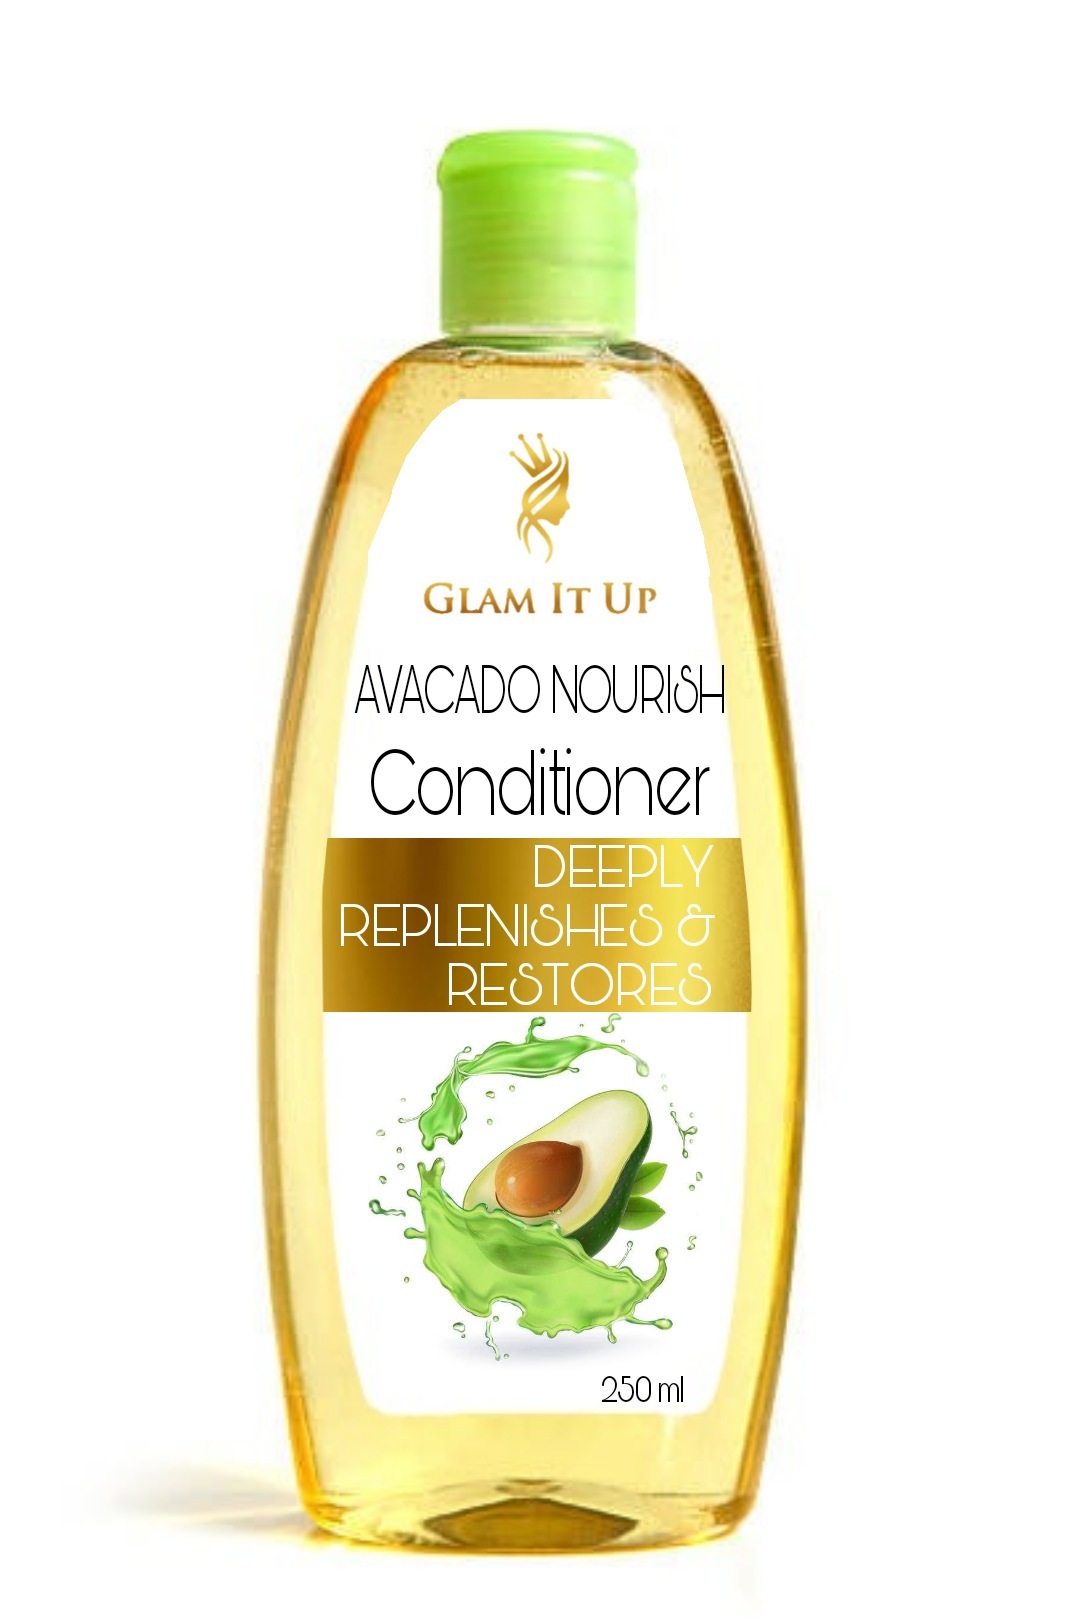 GLAM IT UP
AVACADO NOURISH
Conditioner
DEEPLY
REPLENISHES &
RESTORES
250 ml